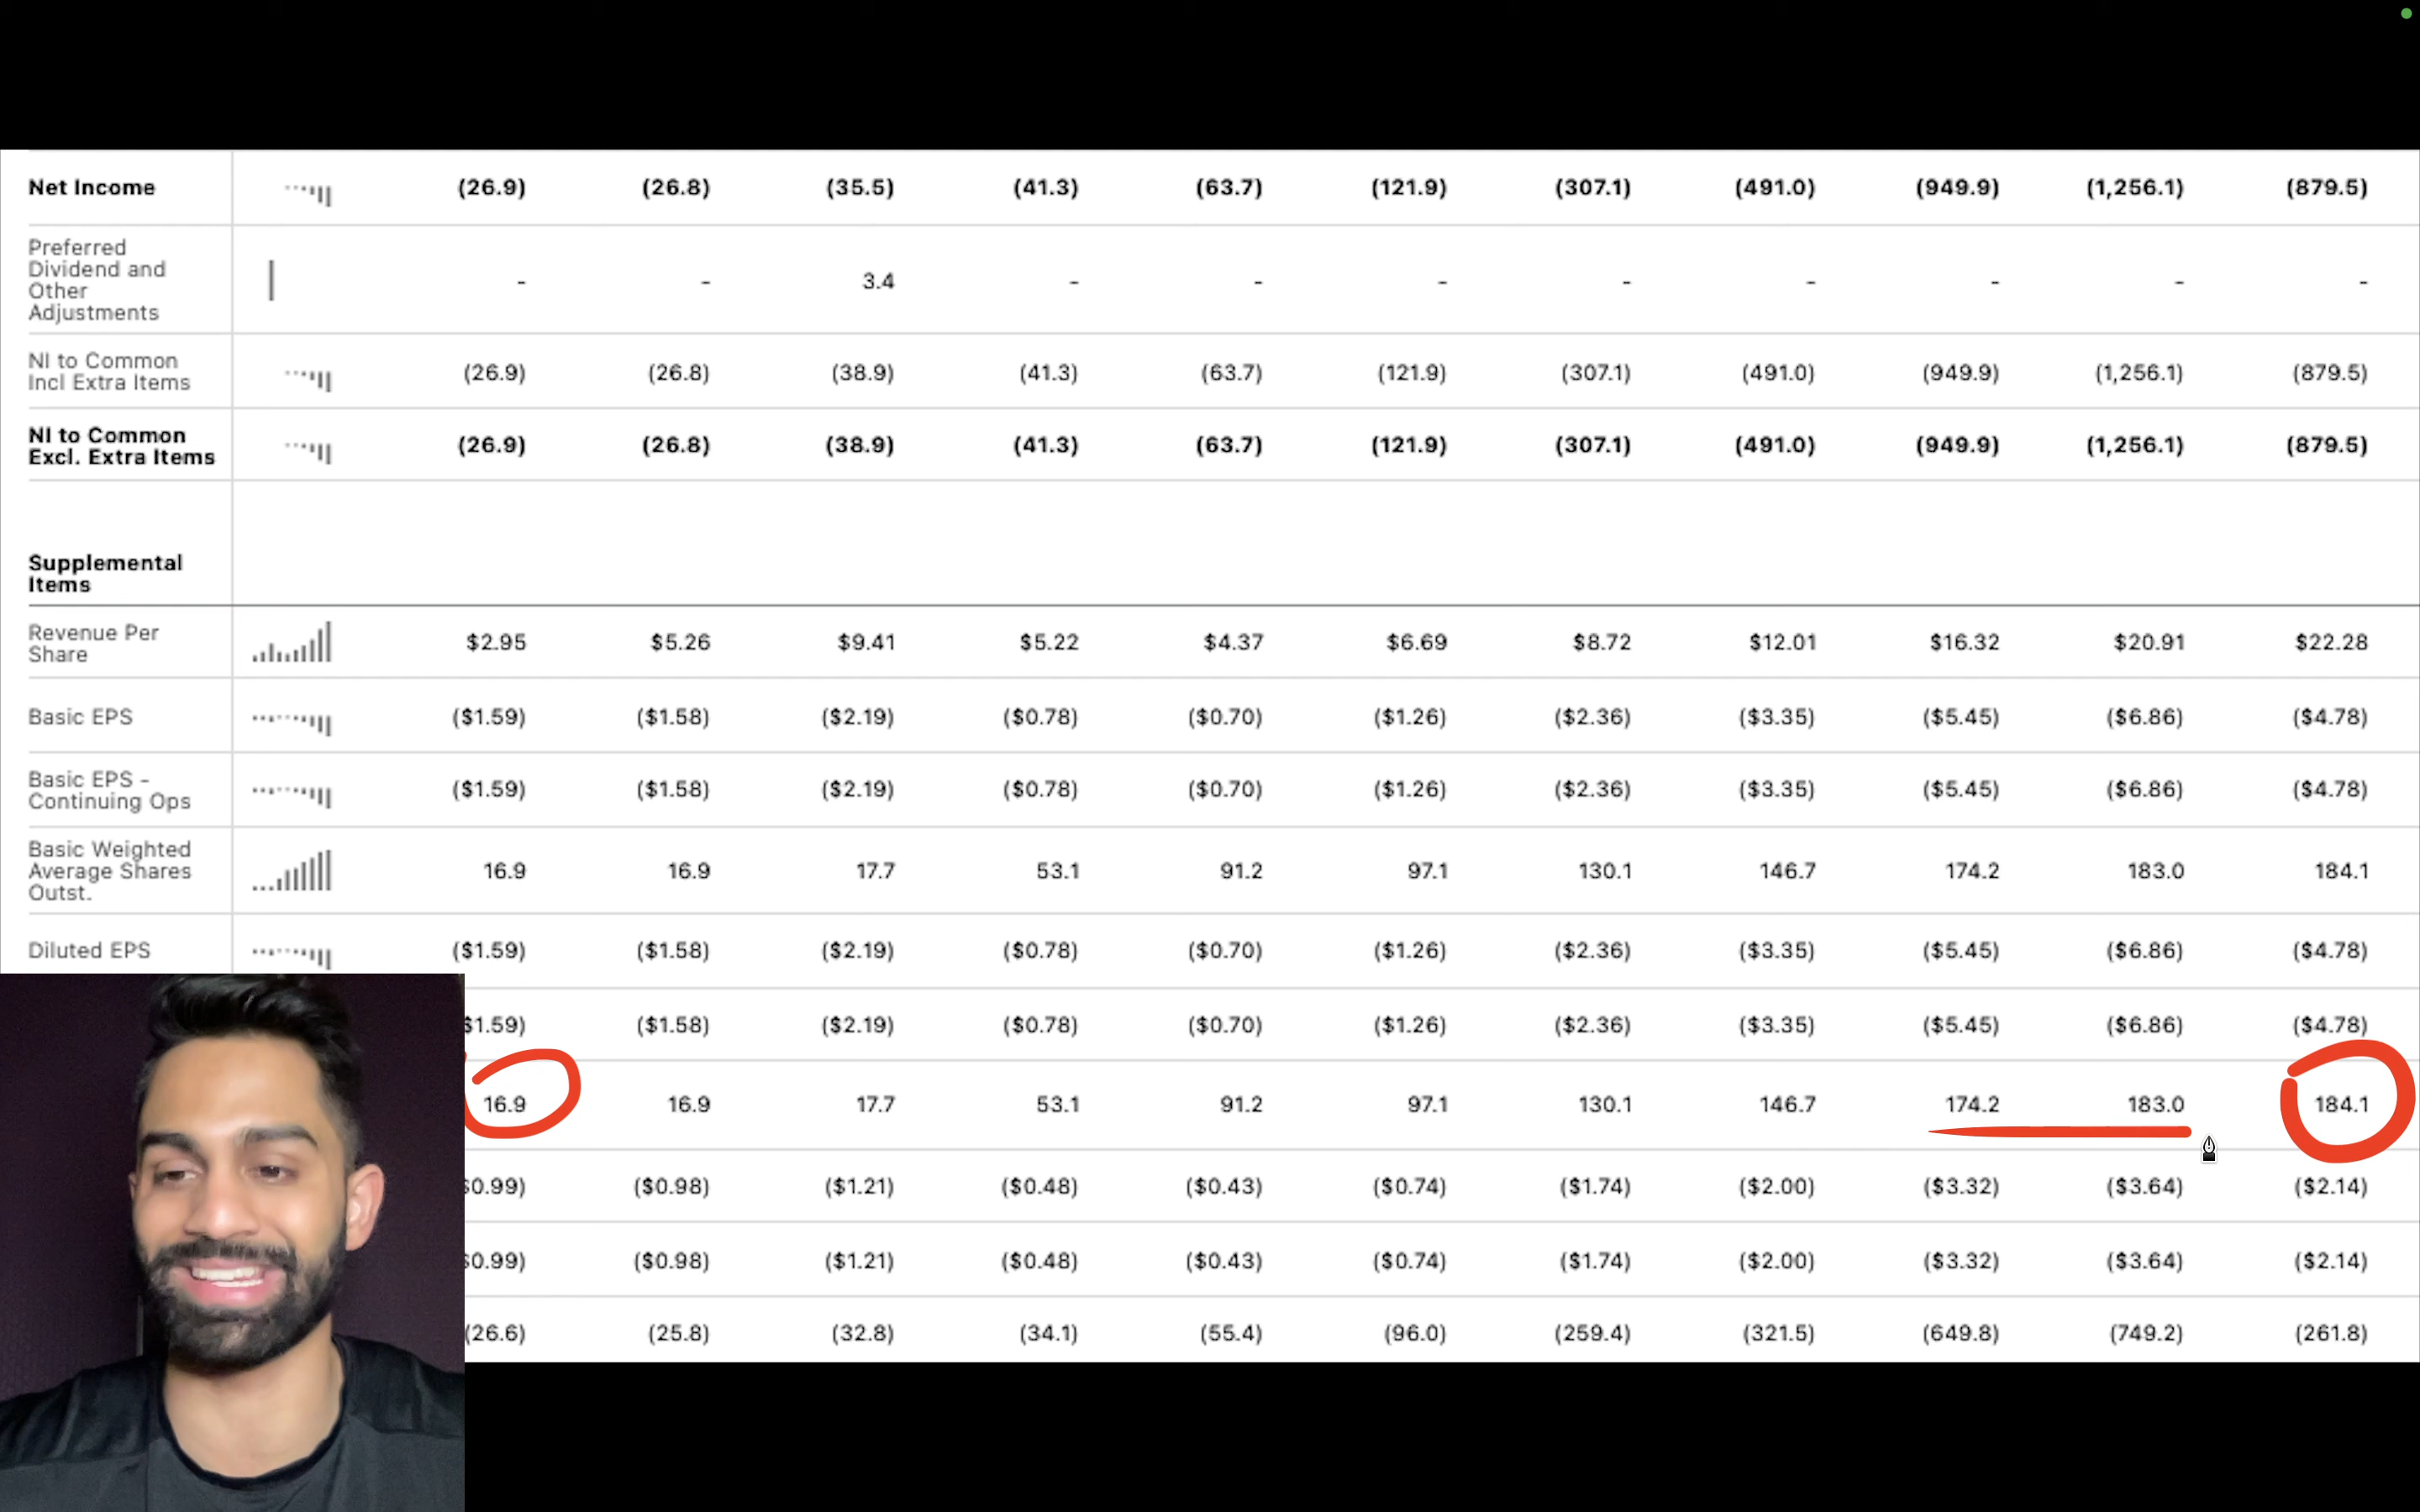 Net Income (26.9) (26.8) (35.5) (41.3) (63.7) (121.9) (307.1) (491.0) (949.9) (1,256.1) (879.5)
Preferred
Dividend and
Other
Adjustments
- - 3.4 - - - - - - - -
NI to Common
Incl Extra Items
(26.9) (26.8) (38.9) (41.3) (63.7) (121.9) (307.1) (491.0) (949.9) (1,256.1) (879.5)
NI to Common
Excl. Extra Items
(26.9) (26.8) (38.9) (41.3) (63.7) (121.9) (307.1) (491.0) (949.9) (1,256.1) (879.5)
Supplemental
Items
Revenue Per
Share
$2.95 $5.26 $9.41 $5.22 $4.37 $6.69 $8.72 $12.01 $16.32 $20.91 $22.28
Basic EPS ($1.59) ($1.58) ($2.19) ($0.78) ($0.70) ($1.26) ($2.36) ($3.35) ($5.45) ($6.86) ($4.78)
Basic EPS -
Continuing Ops
($1.59) ($1.58) ($2.19) ($0.78) ($0.70) ($1.26) ($2.36) ($3.35) ($5.45) ($6.86) ($4.78)
Basic Weighted
Average Shares
Outst.
16.9 16.9 17.7 53.1 91.2 97.1 130.1 146.7 174.2 183.0 184.1
Diluted EPS ($1.59) ($1.58) ($2.19) ($0.78) ($0.70) ($1.26) ($2.36) ($3.35) ($5.45) ($6.86) ($4.78)
$1.59) ($1.58) ($2.19) ($0.78) ($0.70) ($1.26) ($2.36) ($3.35) ($5.45) ($6.86) ($4.78)
16.9 16.9 17.7 53.1 91.2 97.1 130.1 146.7 174.2 183.0 184.1
$0.99) ($0.98) ($1.21) ($0.48) ($0.43) ($0.74) ($1.74) ($2.00) ($3.32) ($3.64) ($2.14)
$0.99) ($0.98) ($1.21) ($0.48) ($0.43) ($0.74) ($1.74) ($2.00) ($3.32) ($3.64) ($2.14)
(26.6) (25.8) (32.8) (34.1) (55.4) (96.0) (259.4) (321.5) (649.8) (749.2) (261.8)